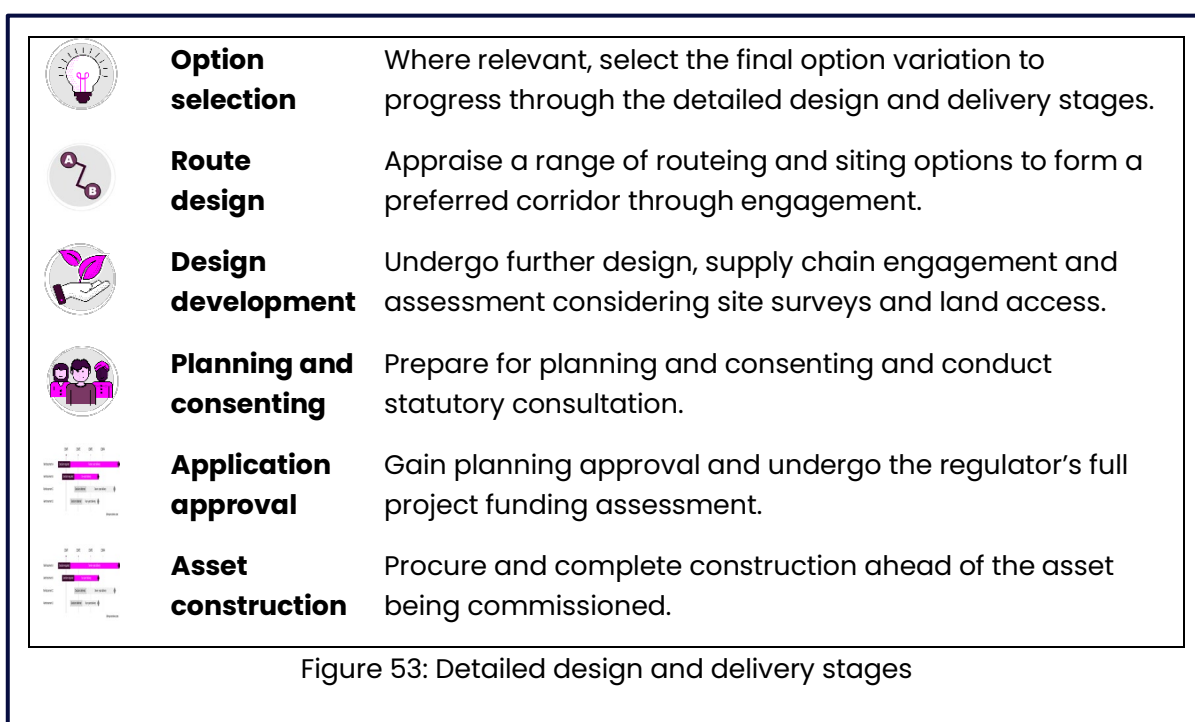 Option Where relevant, select the final option variation to
selection progress through the detailed design and delivery stages.
A
B
Route Appraise a range of routeing and siting options to form a
design preferred corridor through engagement.
Design Undergo further design, supply chain engagement and
development assessment considering site surveys and land access.
Planning and Prepare for planning and consenting and conduct
consenting statutory consultation.
Application Gain planning approval and undergo the regulator’s full
approval project funding assessment.
Asset Procure and complete construction ahead of the asset
construction being commissioned.
Figure 53: Detailed design and delivery stages